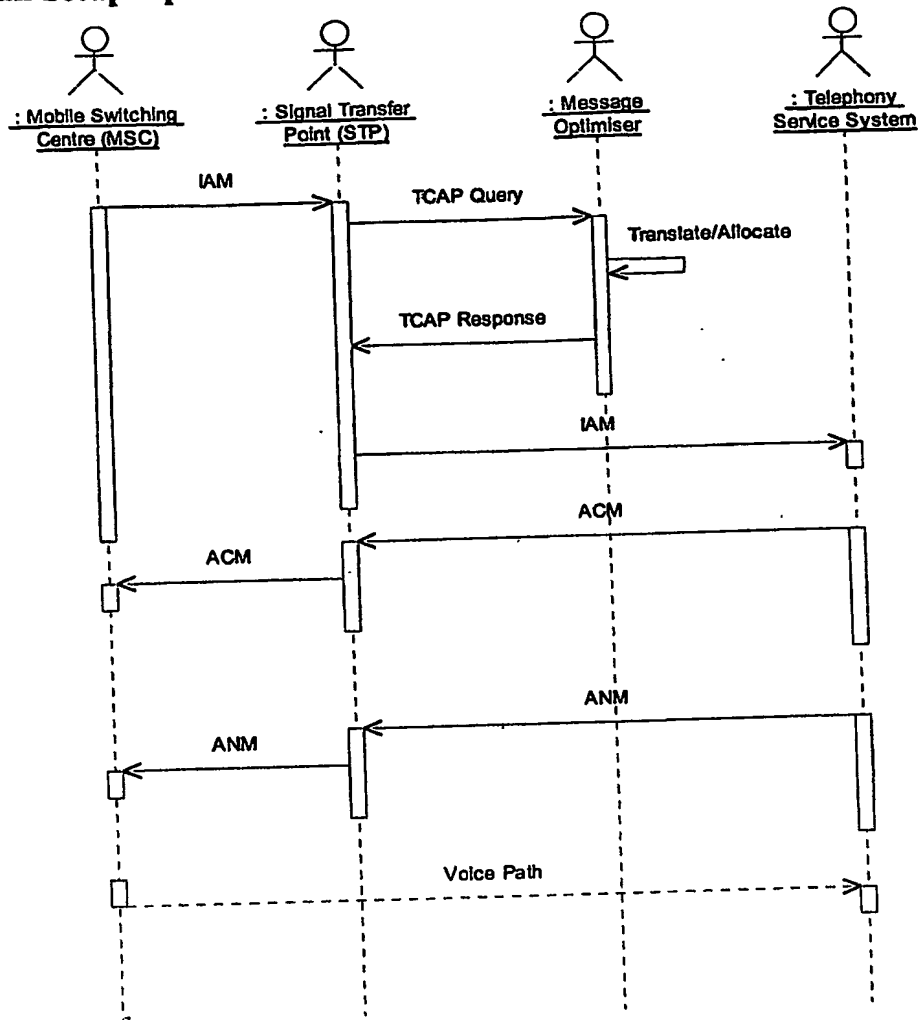 : Mobile Switching
Centre (MSC)
: Signal Transfer
Point (STP)
: Message
Optimiser
: Telephony
Service System
IAM
TCAP Query
Translate/Allocate
TCAP Response
IAM
ACM
ACM
ANM
ANM
Voice Path